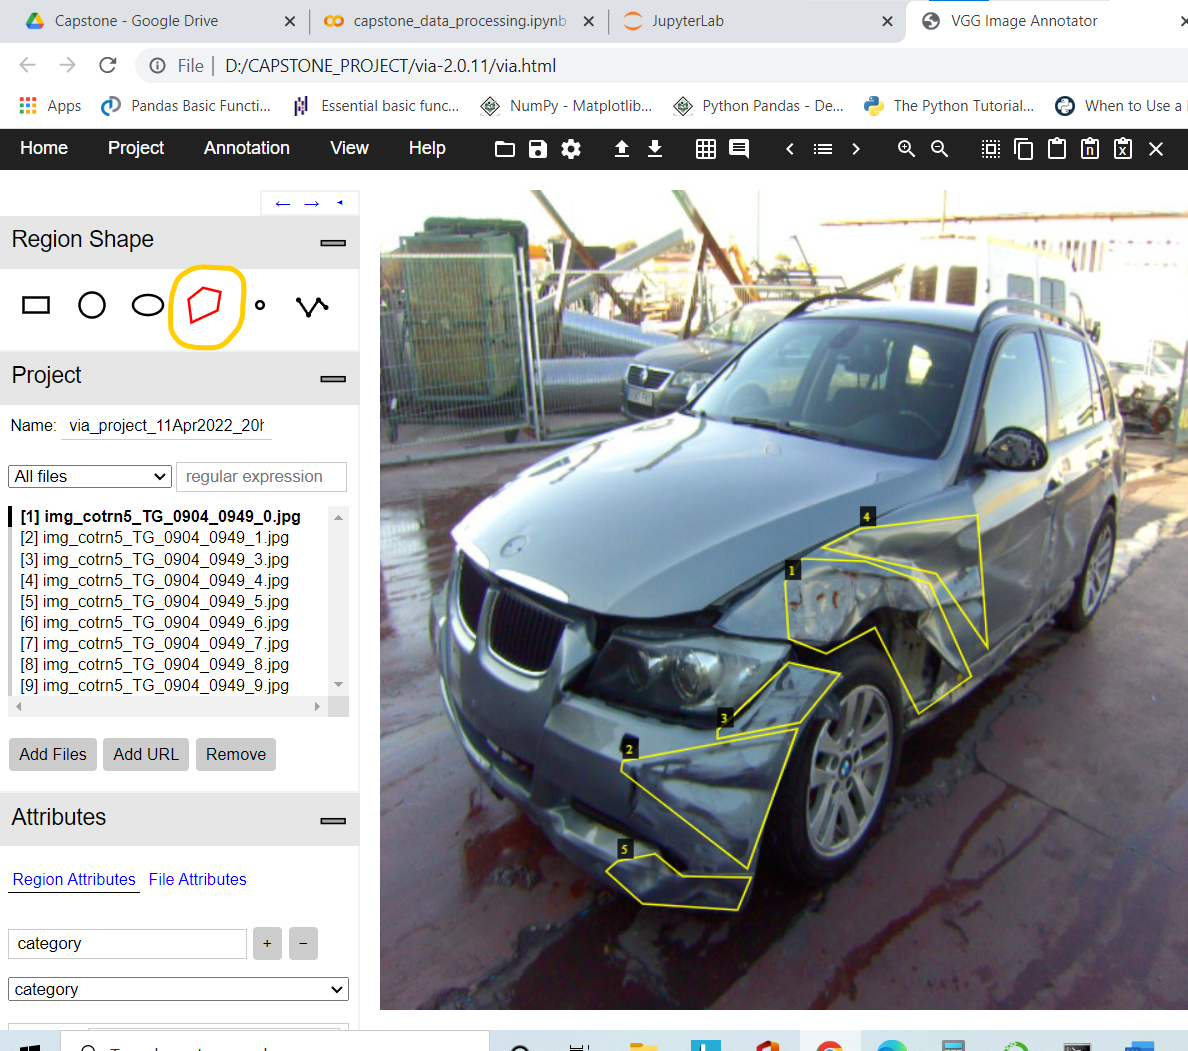 Capstone - Google Drive
capstone_data_processing.ipynb
JupyterLab
VGG Image Annotator
File | D:/CAPSTONE_PROJECT/via-2.0.11/via.html
Apps
Pandas Basic Functi...
Essential basic func...
NumPy - Matplotlib...
Python Pandas - De...
The Python Tutorial...
When to Use a
Home Project Annotation View Help
Region Shape
Project
Name: via_project_11Apr2022_20h
All files
regular expression
[1] img_cotrn5_TG_0904_0949_0.jpg
[2] img_cotrn5_TG_0904_0949_1.jpg
[3] img_cotrn5_TG_0904_0949_3.jpg
[4] img_cotrn5_TG_0904_0949_4.jpg
[5] img_cotrn5_TG_0904_0949_5.jpg
[6] img_cotrn5_TG_0904_0949_6.jpg
[7] img_cotrn5_TG_0904_0949_7.jpg
[8] img_cotrn5_TG_0904_0949_8.jpg
[9] img_cotrn5_TG_0904_0949_9.jpg
Add Files
Add URL
Remove
Attributes
Region Attributes
File Attributes
category
+
−
category
4
1
3
2
5